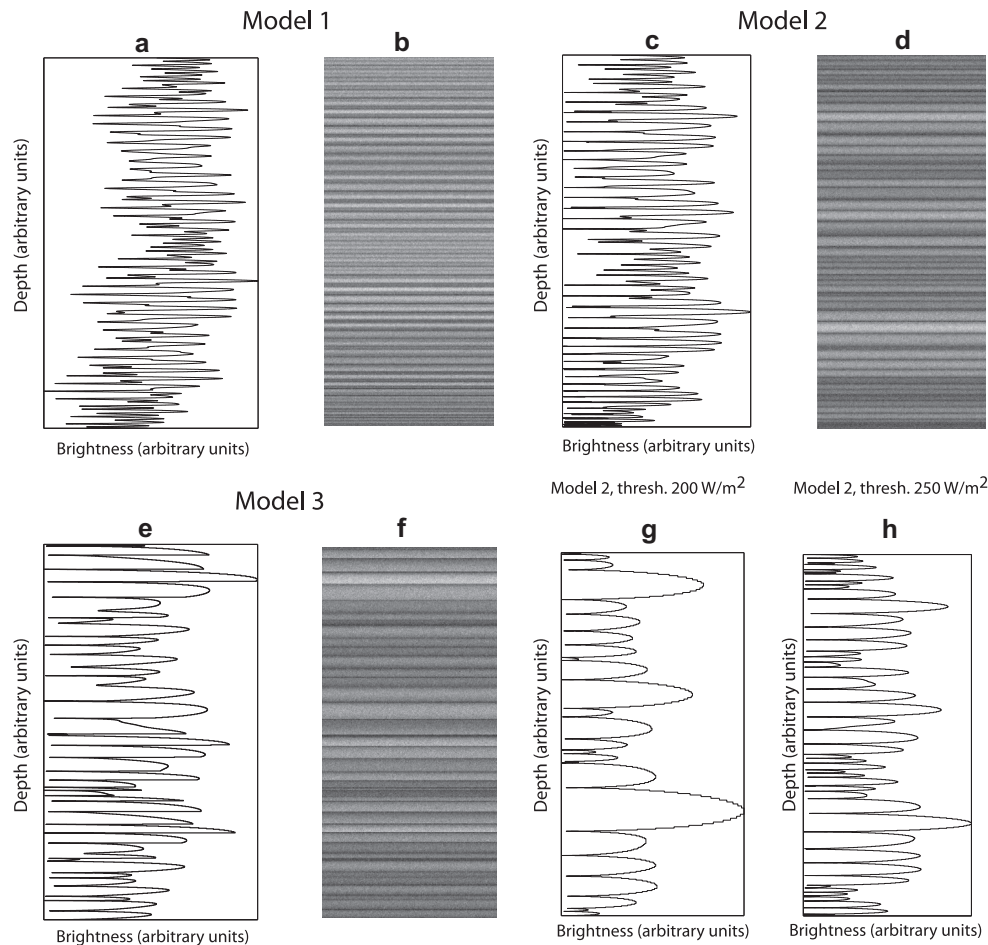 Model 1
Model 2
a
b
c
d
Depth (arbitrary units)
Depth (arbitrary units)
Brightness (arbitrary units)
Brightness (arbitrary units)
Model 3
Model 2, thresh. 200 W/m²
Model 2, thresh. 250 W/m²
e
f
g
h
Depth (arbitrary units)
Depth (arbitrary units)
Depth (arbitrary units)
Brightness (arbitrary units)
Brightness (arbitrary units)
Brightness (arbitrary units)